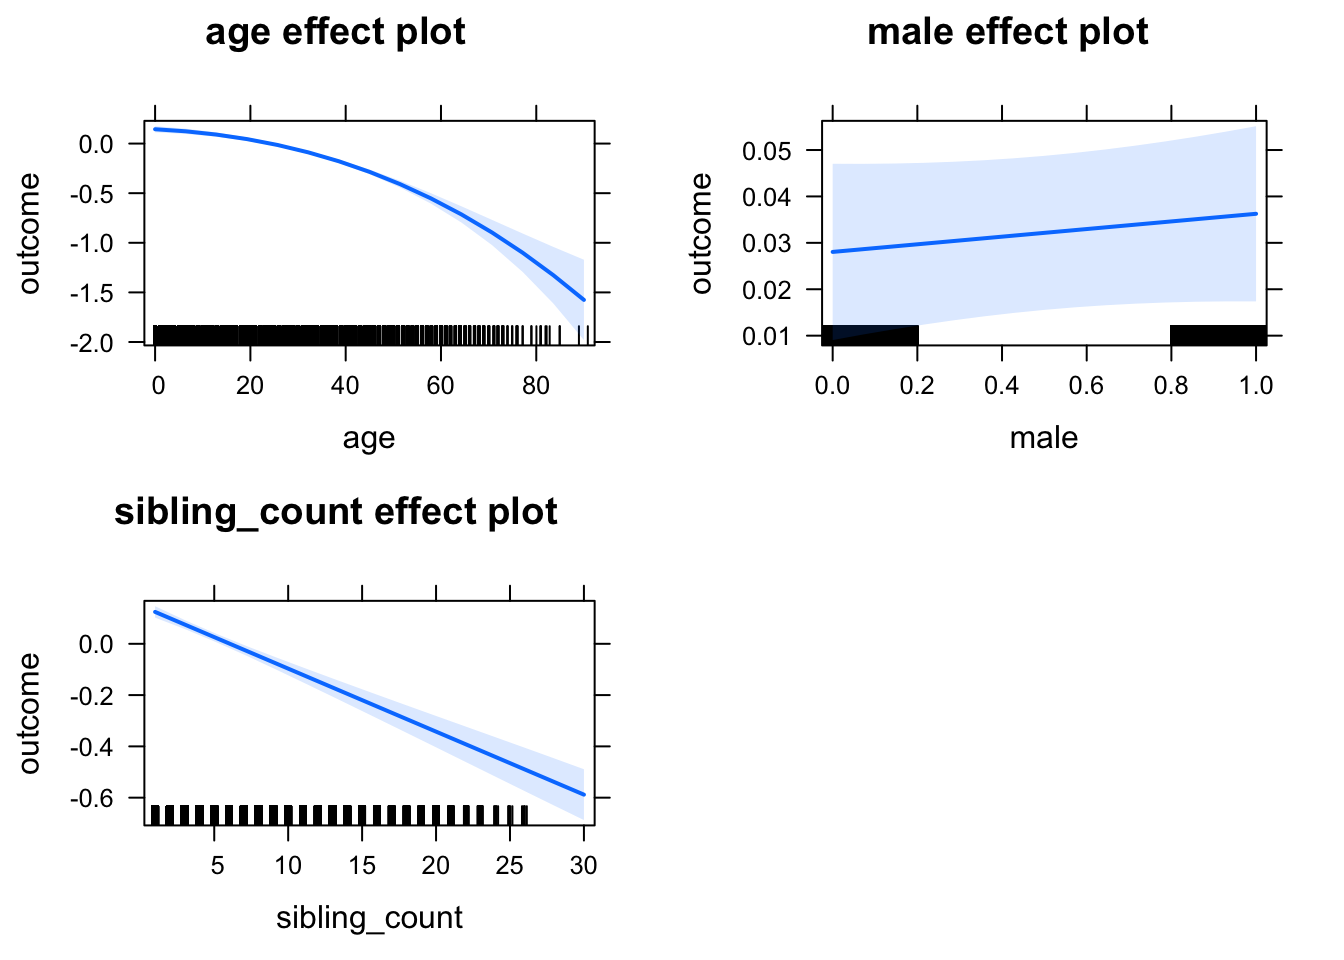 age effect plot
outcome
0.0
-0.5
-1.0
-1.5
-2.0
0 20 40 60 80
age
male effect plot
outcome
0.05
0.04
0.03
0.02
0.01
0.0 0.2 0.4 0.6 0.8 1.0
male
sibling_count effect plot
outcome
0.0
-0.2
-0.4
-0.6
5 10 15 20 25 30
sibling_count